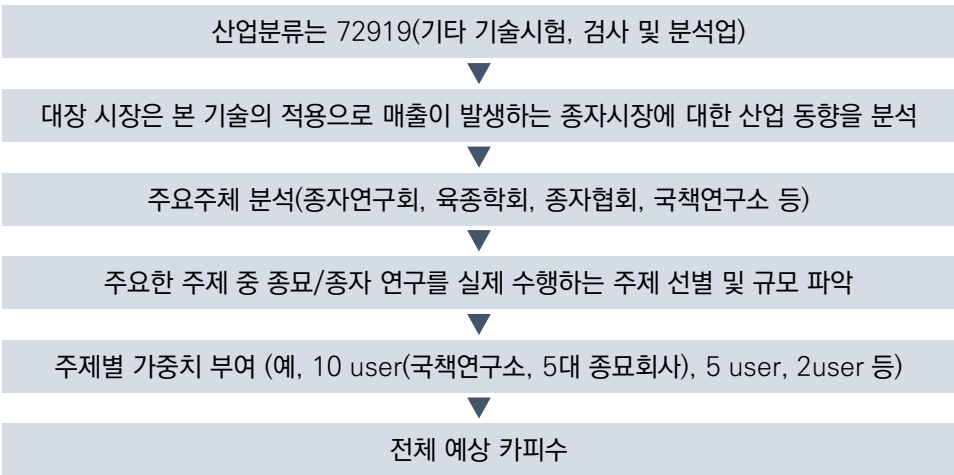 산업분류는 72919(기타 기술시험, 검사 및 분석업)
대장 시장은 본 기술의 적용으로 매출이 발생하는 종자시장에 대한 산업 동향을 분석
주요주체 분석(종자연구회, 육종학회, 종자협회, 국책연구소 등)
주요한 주제 중 종묘/종자 연구를 실제 수행하는 주제 선별 및 규모 파악
주제별 가중치 부여 (예, 10 user(국책연구소, 5대 종묘회사), 5 user, 2user 등)
전체 예상 카피수